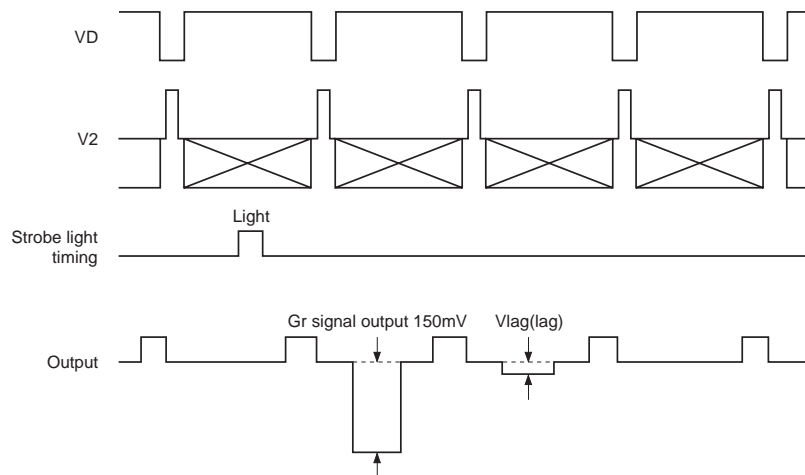 VD
V2
Light
Strobe light
timing
Gr signal output 150mV
Vlag(lag)
Output